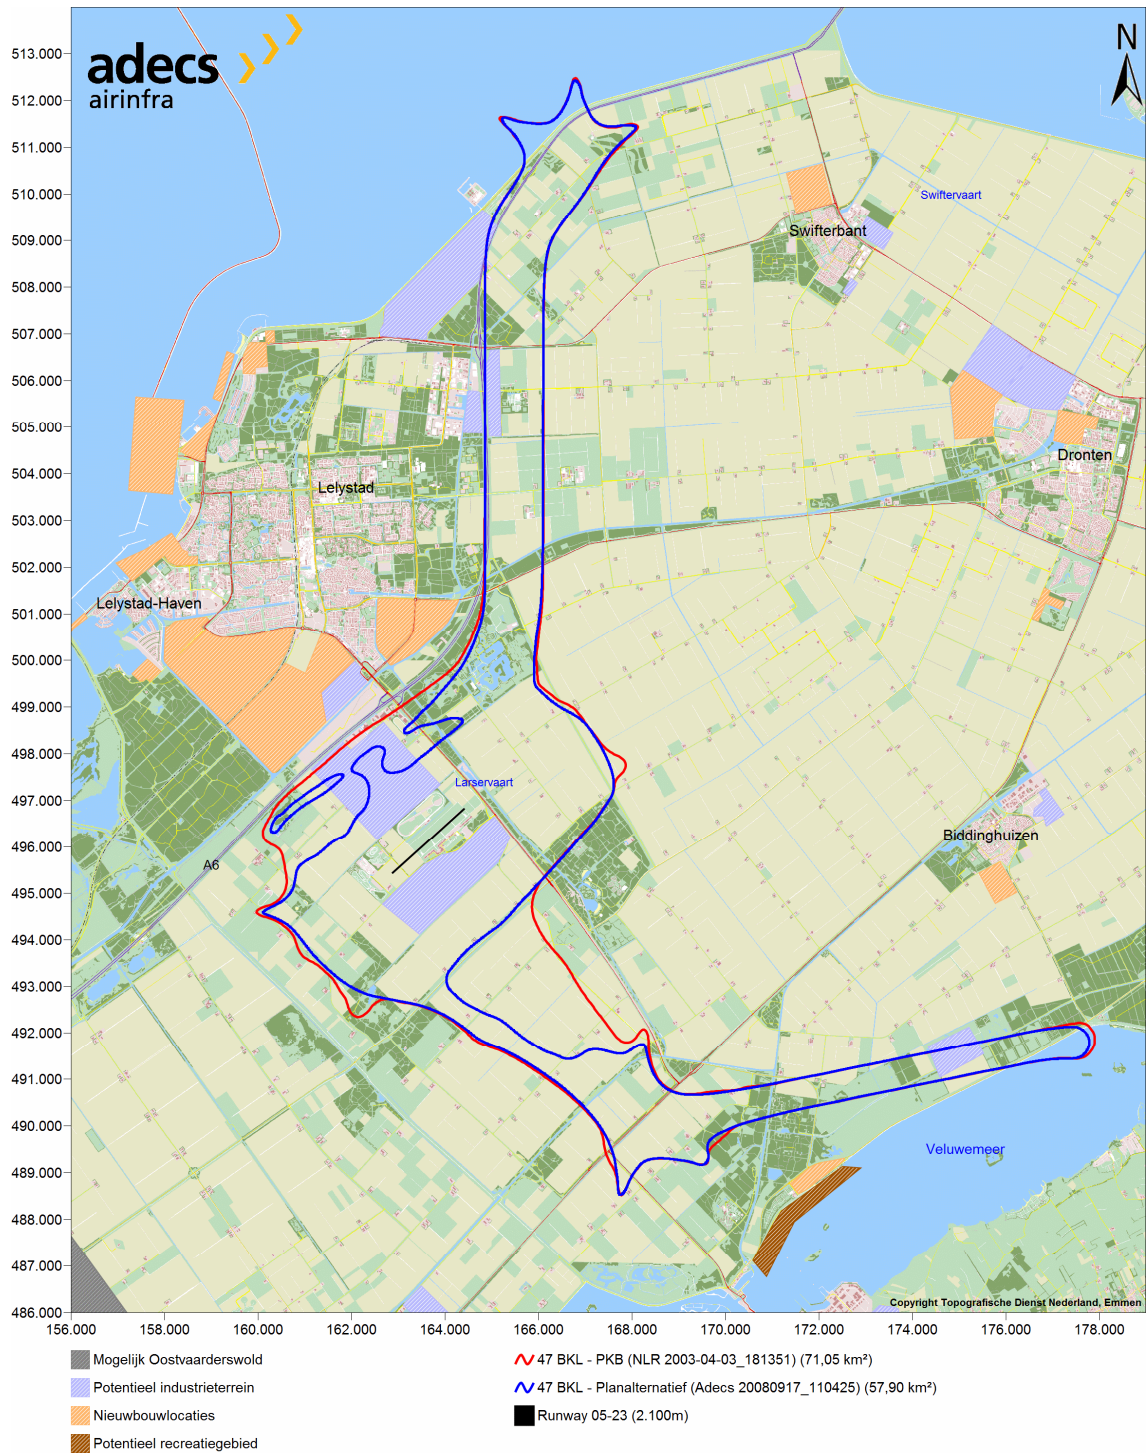 adecs
airinfra
N
513.000
512.000
511.000
510.000
509.000
508.000
507.000
506.000
505.000
504.000
503.000
502.000
501.000
500.000
499.000
498.000
497.000
496.000
495.000
494.000
493.000
492.000
491.000
490.000
489.000
488.000
487.000
486.000
Swiftervaart
Swifterbant
Dronten
Lelystad
Lelystad-Haven
Larservaart
Biddinghuizen
A6
Veluwemeer
Copyright Topografische Dienst Nederland, Emmen
156.000 158.000 160.000 162.000 164.000 166.000 168.000 170.000 172.000 174.000 176.000 178.000
Mogelijk Oostvaarderswold
Potentieel industrieterrein
Nieuwbouwlocaties
Potentieel recreatiegebied
47 BKL - PKB (NLR 2003-04-03_181351) (71,05 km²)
47 BKL - Planalternatief (Adecs 20080917_110425) (57,90 km²)
Runway 05-23 (2.100m)